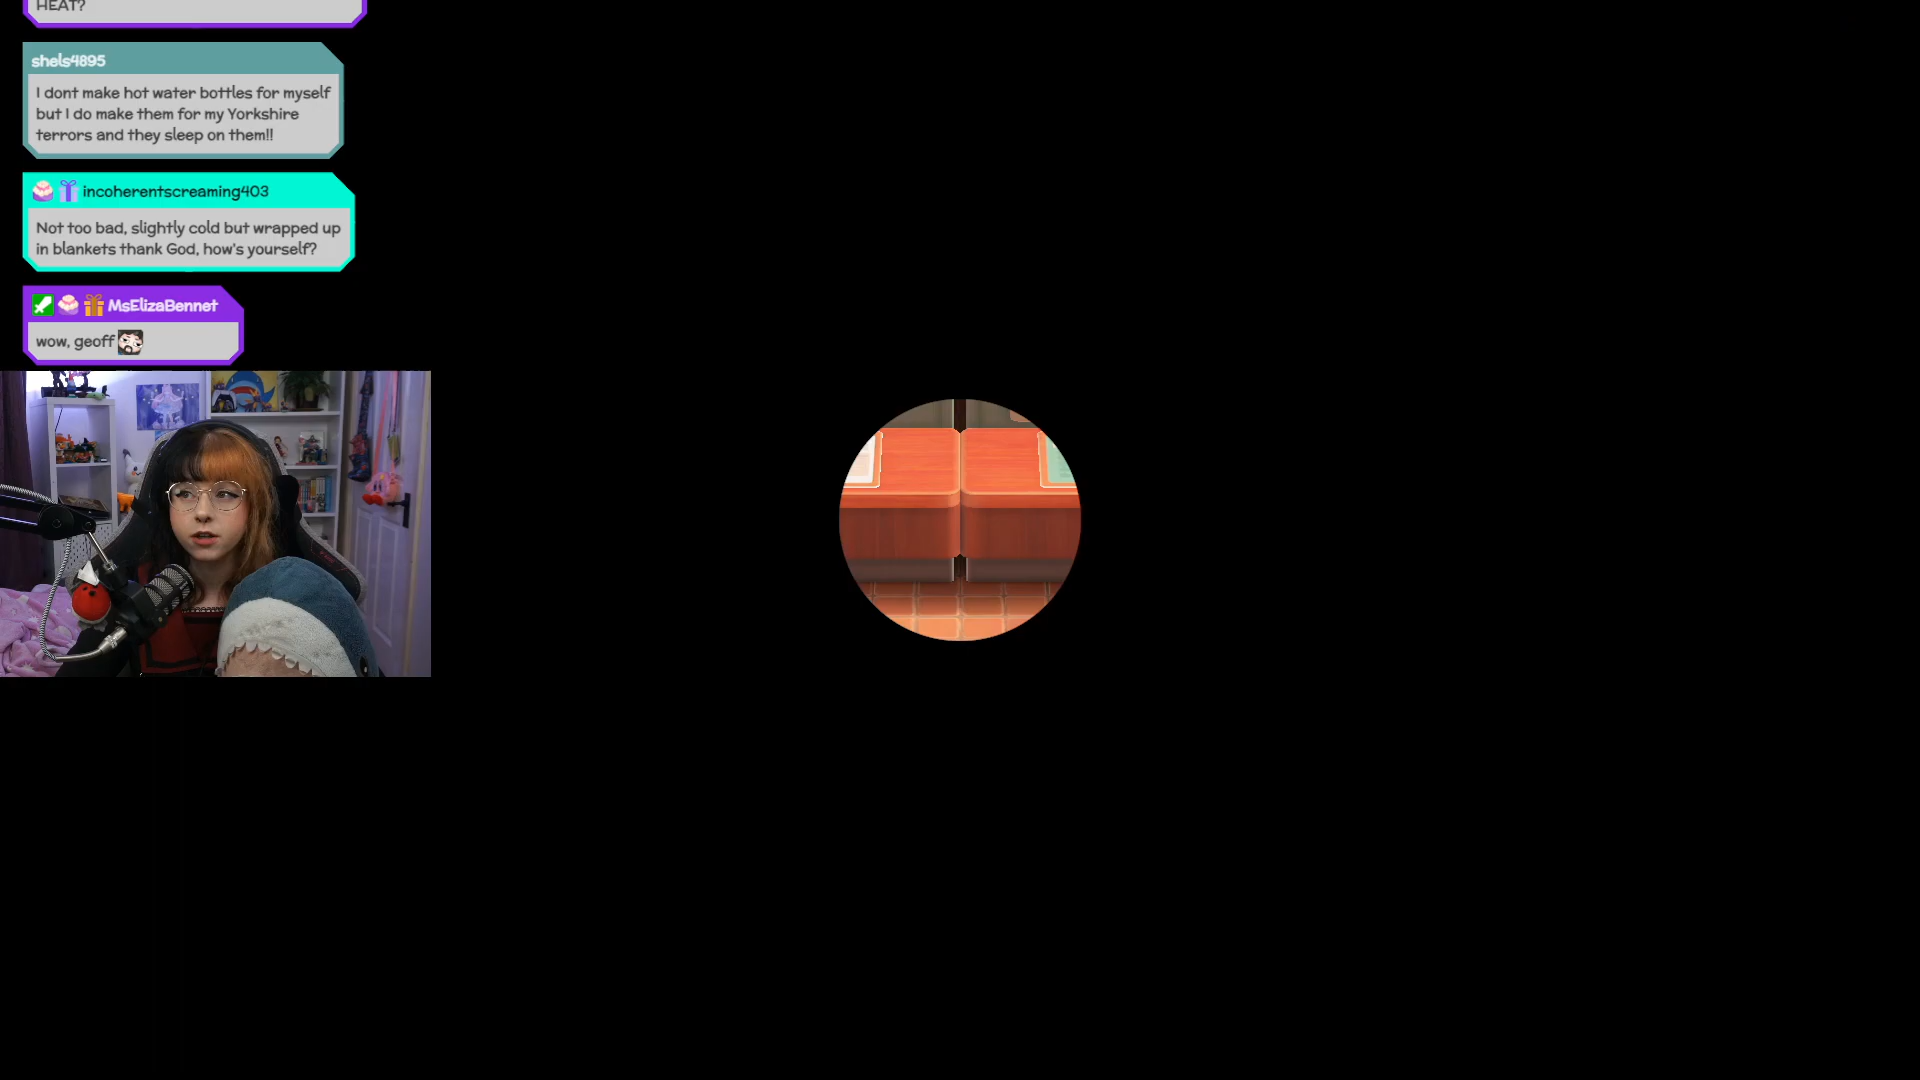 HEAT?
shels4895
I dont make hot water bottles for myself
but I do make them for my Yorkshire
terrors and they sleep on them!!
incoherentscreaming403
Not too bad, slightly cold but wrapped up
in blankets thank God, how's yourself?
MsElizaBennet
wow, geoff